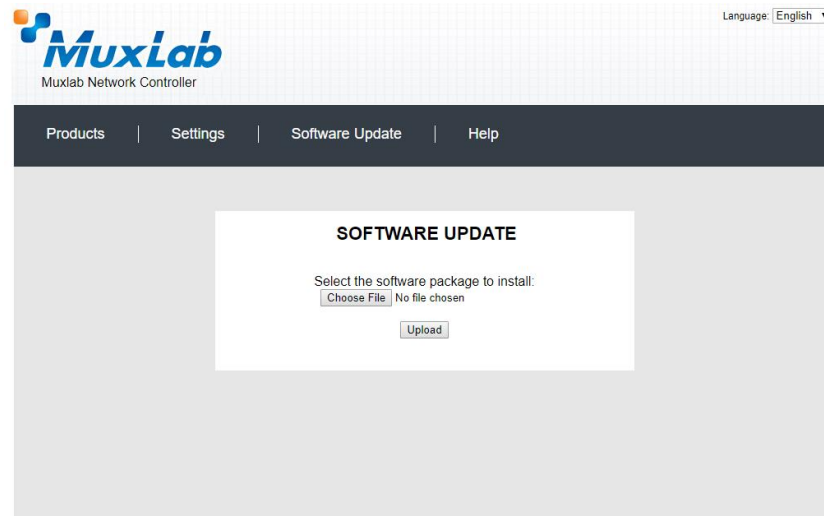 Language: English
MuxLab
Muxlab Network Controller
Products Settings Software Update Help
SOFTWARE UPDATE
Select the software package to install:
Choose File No file chosen
Upload